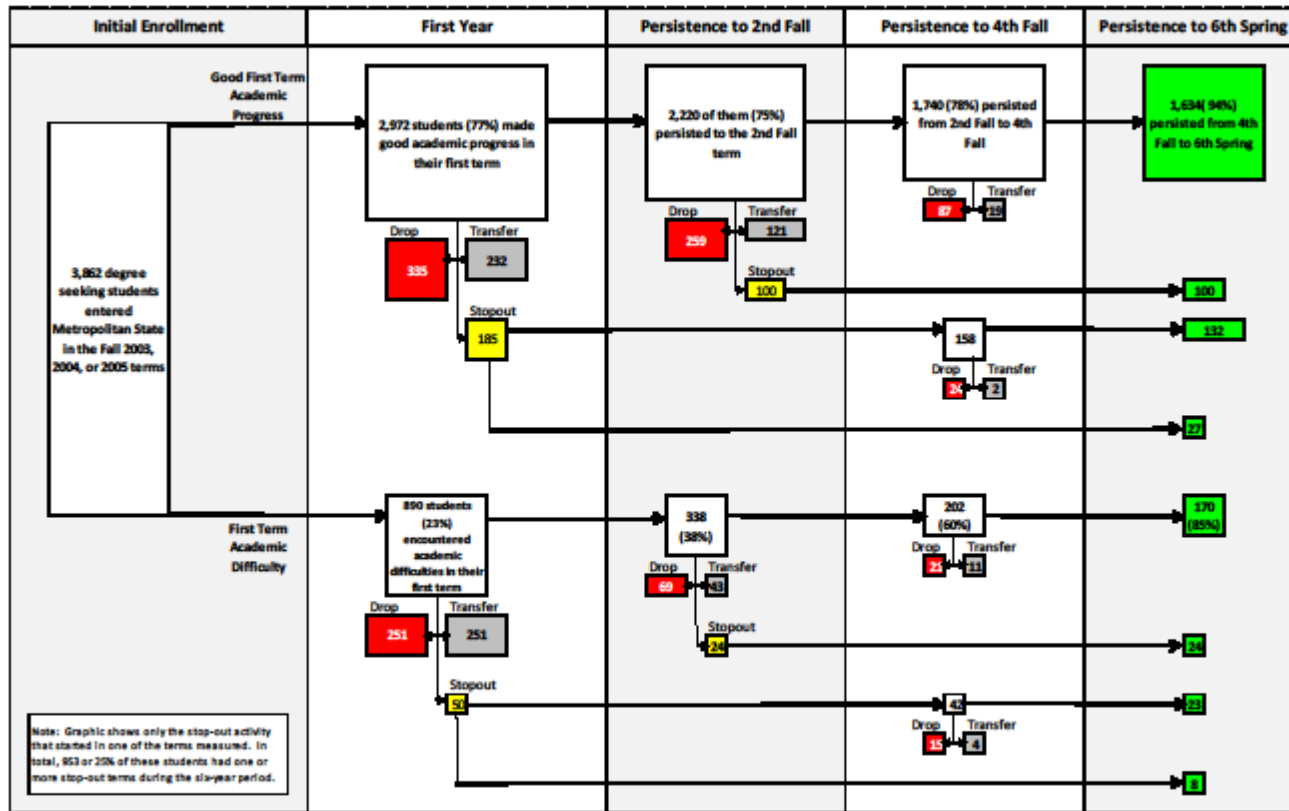 Initial Enrollment
First Year
Persistence to 2nd Fall
Persistence to 4th Fall
Persistence to 6th Spring
Good First Term
Academic
Progress
2,972 students (77%) made
good academic progress in
their first term
2,220 of them (75%)
persisted to the 2nd Fall
term
1,740 (78%) persisted
from 2nd Fall to 4th
Fall
1,634( 94%)
persisted from 4th
Fall to 6th Spring
Drop
Transfer
87
19
Drop
Transfer
259
121
Drop
Transfer
335
232
3,862 degree
seeking students
entered
Metropolitan State
in the Fall 2003,
2004, or 2005 terms
Stopout
100
100
Stopout
185
158
132
Drop
Transfer
24
2
27
890 students
(23%)
encountered
academic
difficulties in their
first term
338
(38%)
202
(60%)
170
(85%)
First Term
Academic
Difficulty
Drop
Transfer
21
11
Drop
Transfer
69
43
Drop
Transfer
251
251
Stopout
24
24
Stopout
50
42
23
Drop
Transfer
15
4
8
Note: Graphic shows only the stop-out activity
that started in one of the terms measured. In
total, 953 or 25% of these students had one or
more stop-out terms during the six-year period.